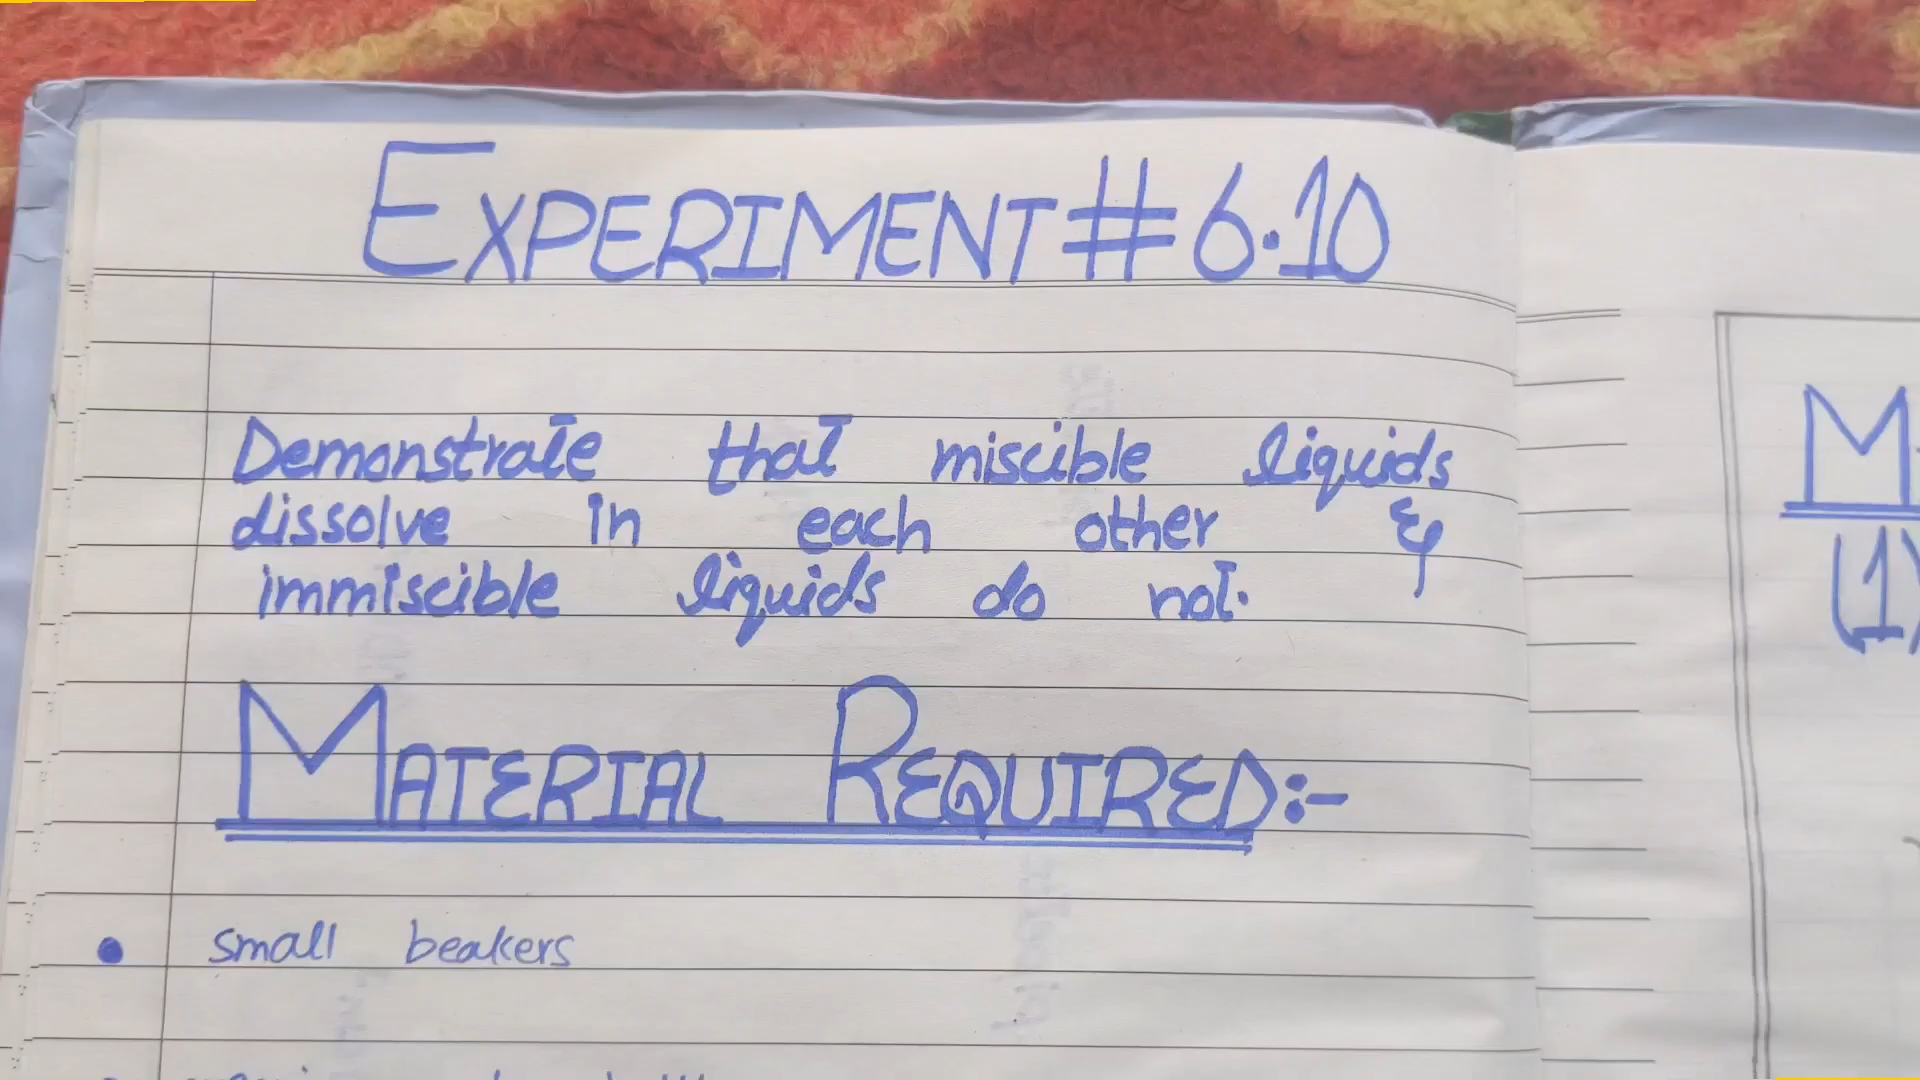 EXPERIMENT # 6.10
Demonstrate that miscible liquids
dissolve in each other &
immiscible liquids do not.
MATERIAL REQUIRED:-
• small beakers
M
(1)